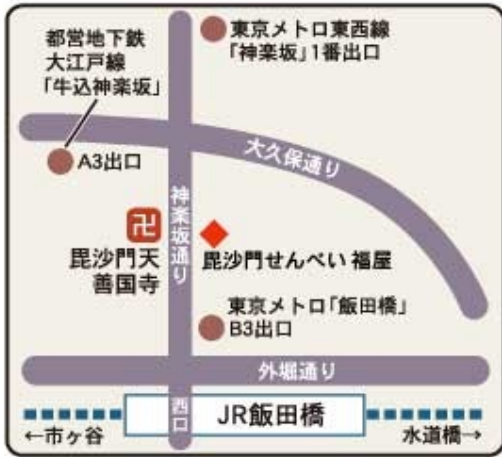 都営地下鉄
大江戸線
「牛込神楽坂」
東京メトロ東西線
「神楽坂」1番出口
A3出口
大久保通り
神楽坂通り
卍
毘沙門天
善国寺
毘沙門せんべい 福屋
東京メトロ「飯田橋」
B3出口
外堀通り
西口
JR飯田橋
←市ヶ谷
水道橋→